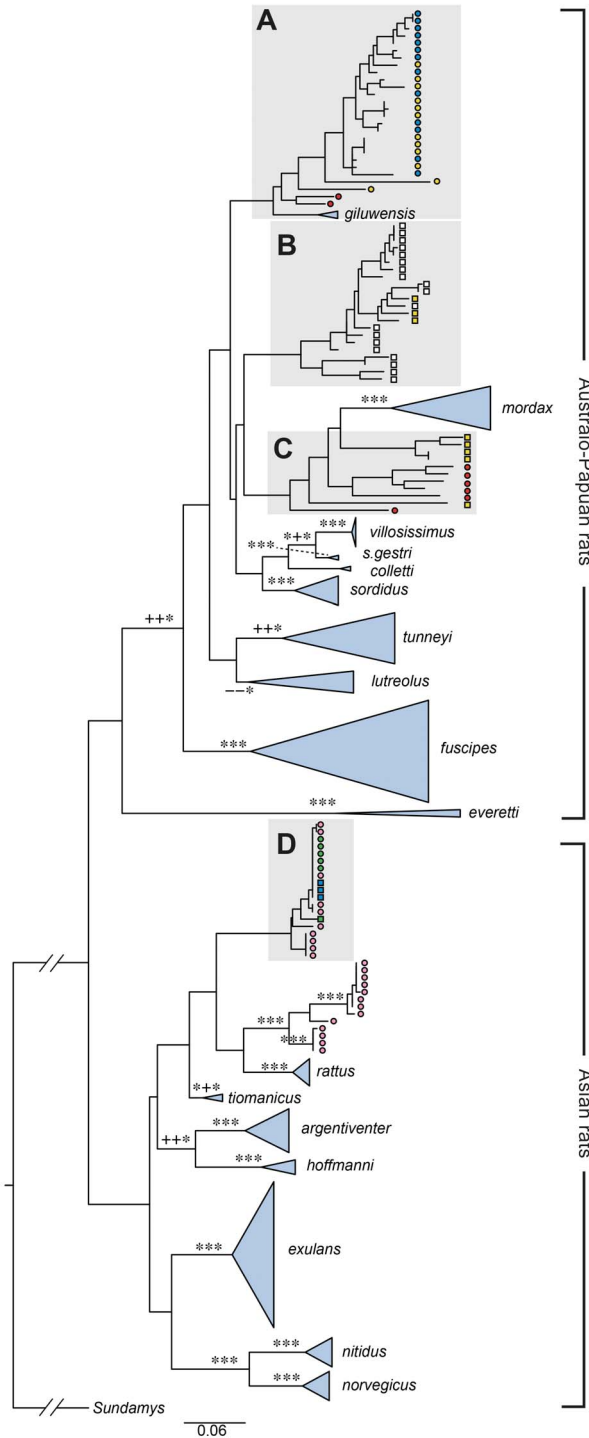 A
giluwensis
B
***
mordax
C
***
villosissimus
*+*
***
s.gestri
colletti
***
sordidus
++*
++*
tunneyi
lutreolus
−−*
***
fuscipes
***
everetti
Australo-Papuan rats
D
***
***
***
***
rattus
*+*
tiomanicus
***
argentiventer
++*
***
hoffmanni
***
exulans
***
nitidus
***
***
norvegicus
Asian rats
Sundamys
0.06